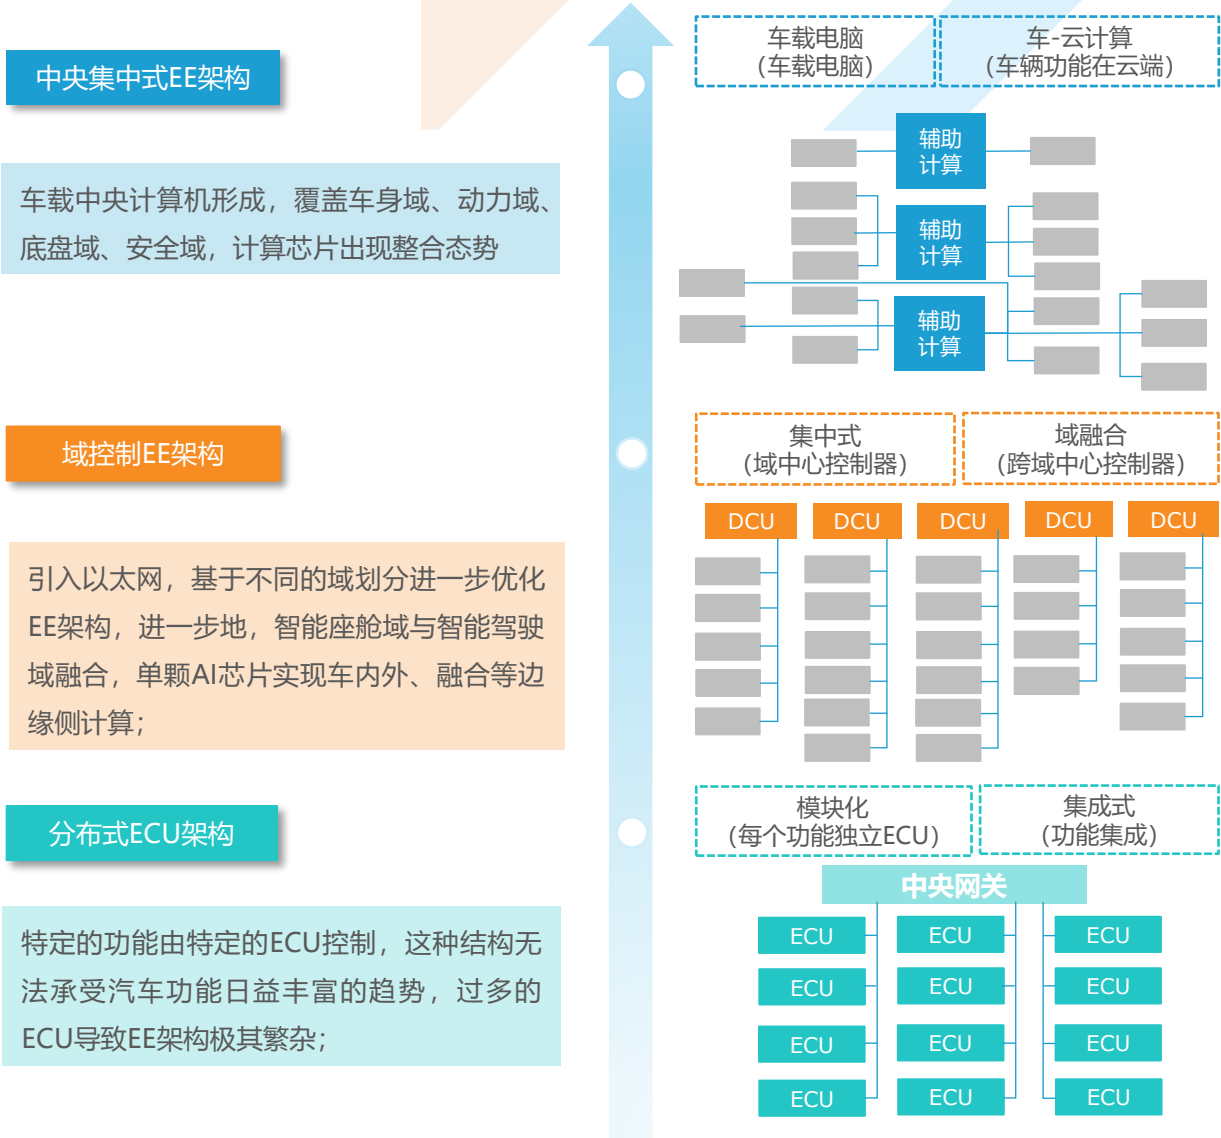 中央集中式EE架构
车载中央计算机形成，覆盖车身域、动力域、
底盘域、安全域，计算芯片出现整合态势
车载电脑
（车载电脑）
车-云计算
（车辆功能在云端）
辅助
计算
辅助
计算
辅助
计算
域控制EE架构
引入以太网，基于不同的域划分进一步优化
EE架构，进一步地，智能座舱域与智能驾驶
域融合，单颗AI芯片实现车内外、融合等边
缘侧计算；
集中式
（域中心控制器）
域融合
（跨域中心控制器）
DCU
DCU
DCU
DCU
DCU
分布式ECU架构
特定的功能由特定的ECU控制，这种结构无
法承受汽车功能日益丰富的趋势，过多的
ECU导致EE架构极其繁杂；
模块化
（每个功能独立ECU）
集成式
（功能集成）
中央网关
ECU
ECU
ECU
ECU
ECU
ECU
ECU
ECU
ECU
ECU
ECU
ECU